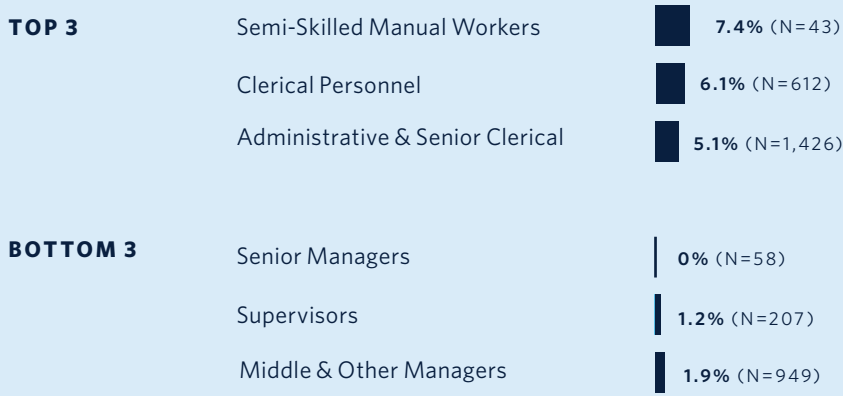 TOP 3 Semi-Skilled Manual Workers 7.4% (N=43)
Clerical Personnel 6.1% (N=612)
Administrative & Senior Clerical 5.1% (N=1,426)
BOTTOM 3 Senior Managers 0% (N=58)
Supervisors 1.2% (N=207)
Middle & Other Managers 1.9% (N=949)